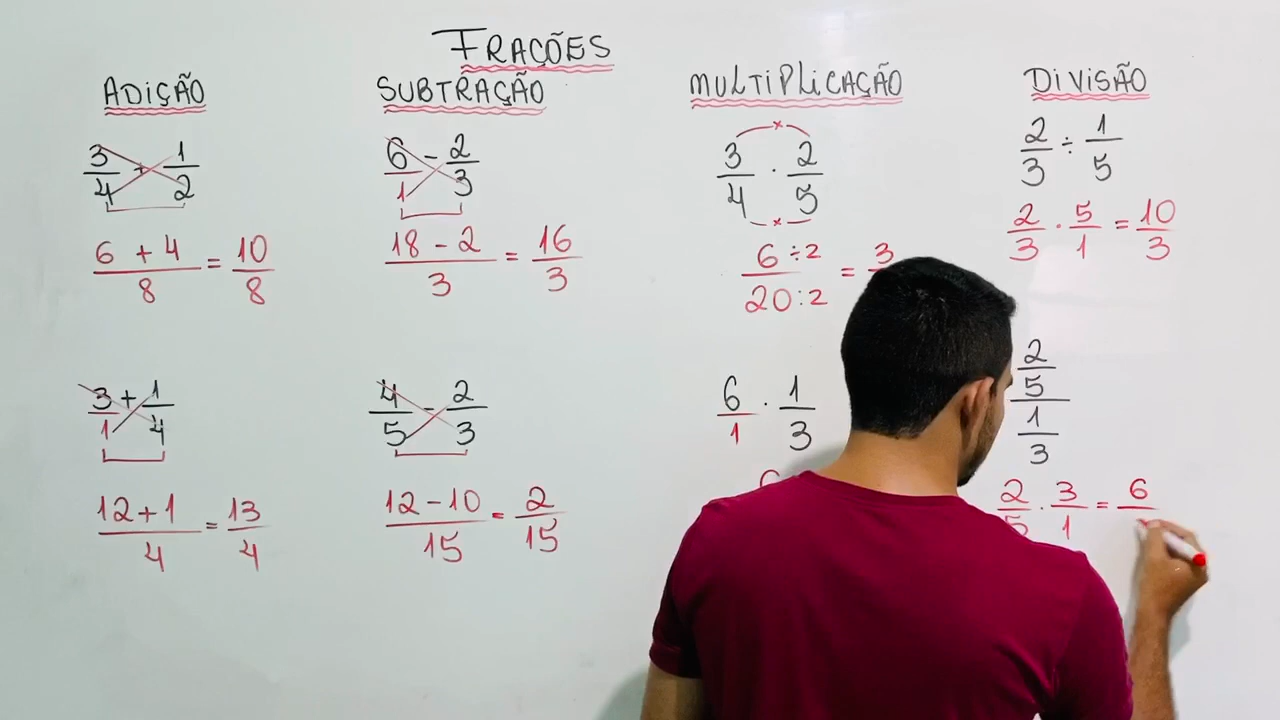 FRAÇÕES
ADIÇÃO
3/4 + 1/2
6 + 4/8 = 10/8
3/1 + 1/4
12 + 1/4 = 13/4
SUBTRAÇÃO
6/1 - 2/3
18 - 2/3 = 16/3
4/5 - 2/3
12 - 10/15 = 2/15
MULTIPLICAÇÃO
×
3/4 · 2/5
×
6 ÷2/20 :2 = 3
6/1 · 1/3
DIVISÃO
2/3 ÷ 1/5
2/3 · 5/1 = 10/3
2/5
1/3
2/5 · 3/1 = 6